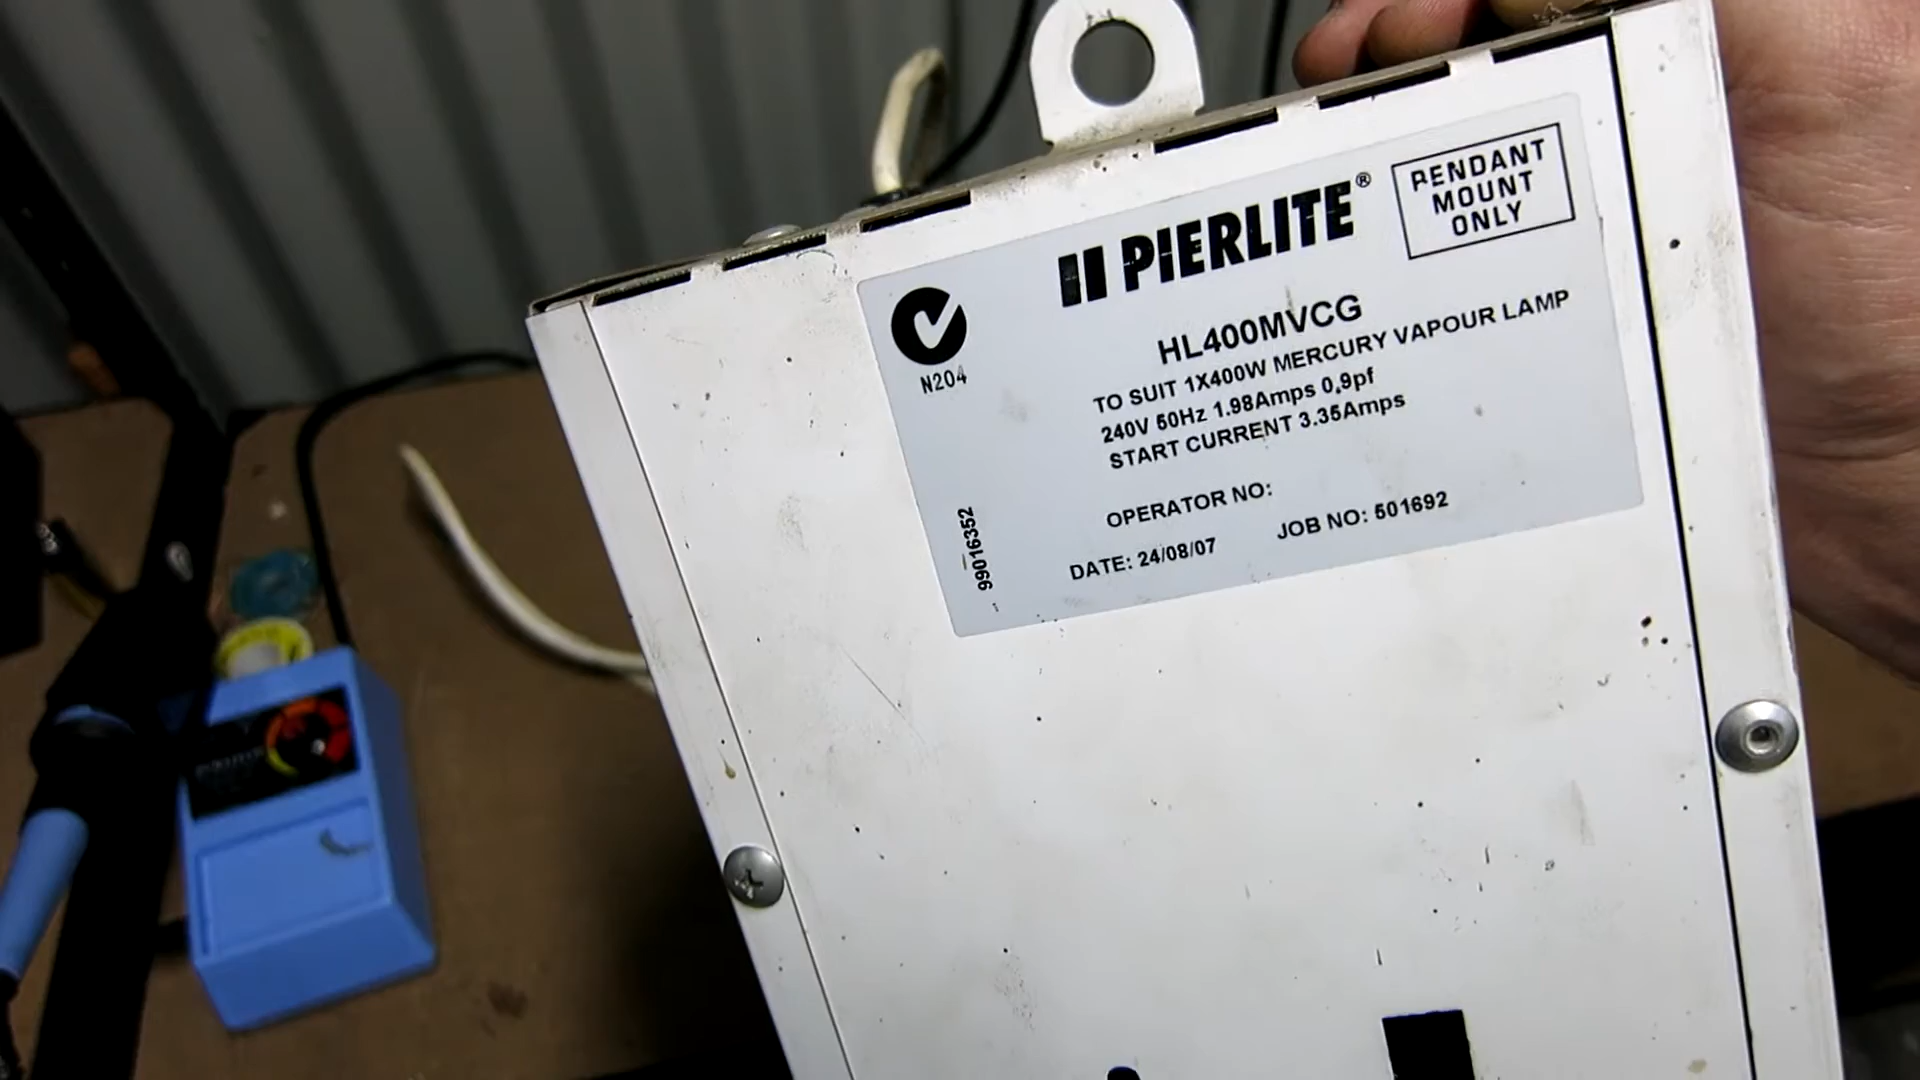 PIERLITE®
PENDANT
MOUNT
ONLY
N204
HL400MVCG
TO SUIT 1X400W MERCURY VAPOUR LAMP
240V 50Hz 1.98Amps 0,9pf
START CURRENT 3.35Amps
OPERATOR NO:
99016352
DATE: 24/08/07
JOB NO: 501692